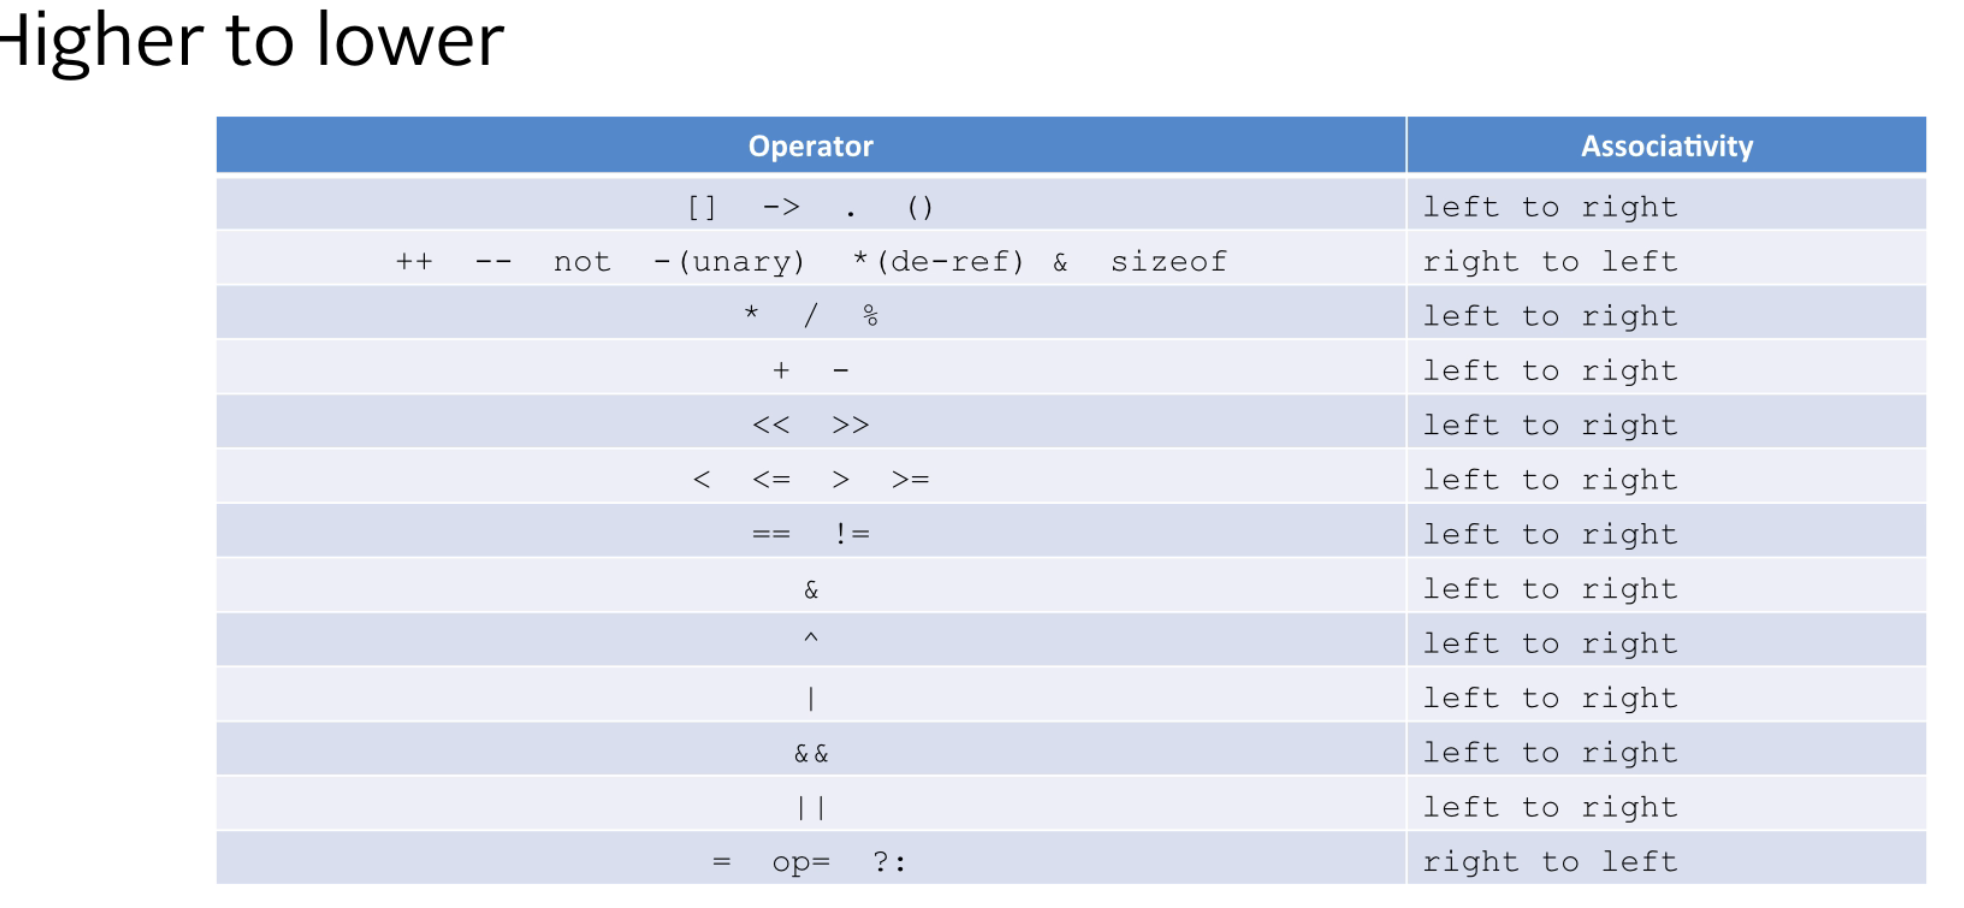 Higher to lower
Operator Associativity
[] -> . () left to right
++ -- not -(unary) *(de-ref) & sizeof right to left
* / % left to right
+ - left to right
<< >> left to right
< <= > >= left to right
== != left to right
& left to right
^ left to right
| left to right
&& left to right
|| left to right
= op= ?: right to left